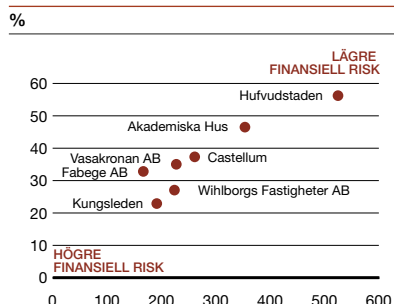 %
LÄGRE
FINANSIELL RISK
60
Hufvudstaden
50
Akademiska Hus
40
Vasakronan AB
Castellum
Fabege AB
30
Wihlborgs Fastigheter AB
Kungsleden
20
10
HÖGRE
FINANSIELL RISK
0
0 100 200 300 400 500 600